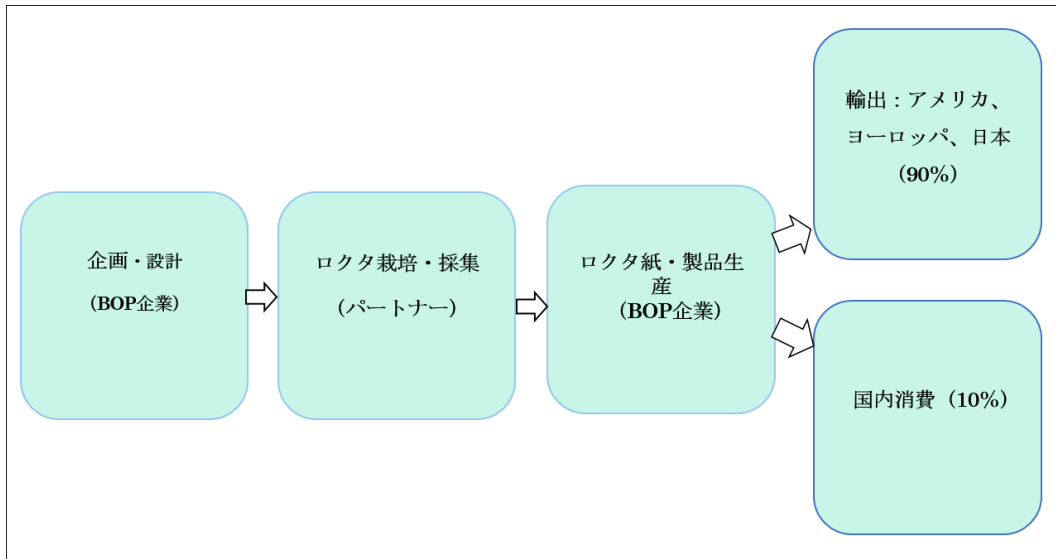 企画・設計
（BOP企業）
ロクタ栽培・採集
（パートナー）
ロクタ紙・製品生
産
（BOP企業）
輸出：アメリカ、
ヨーロッパ、日本
（90%）
国内消費（10%）